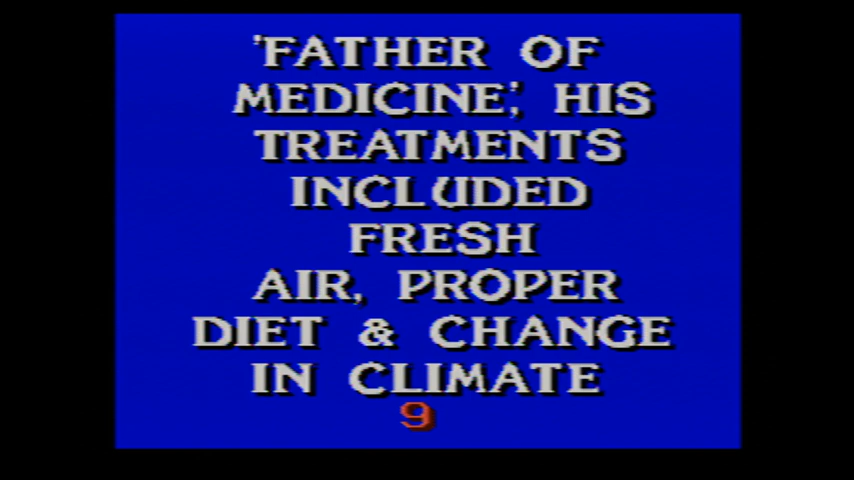 'FATHER OF
MEDICINE,' HIS
TREATMENTS
INCLUDED
FRESH
AIR, PROPER
DIET & CHANGE
IN CLIMATE
9